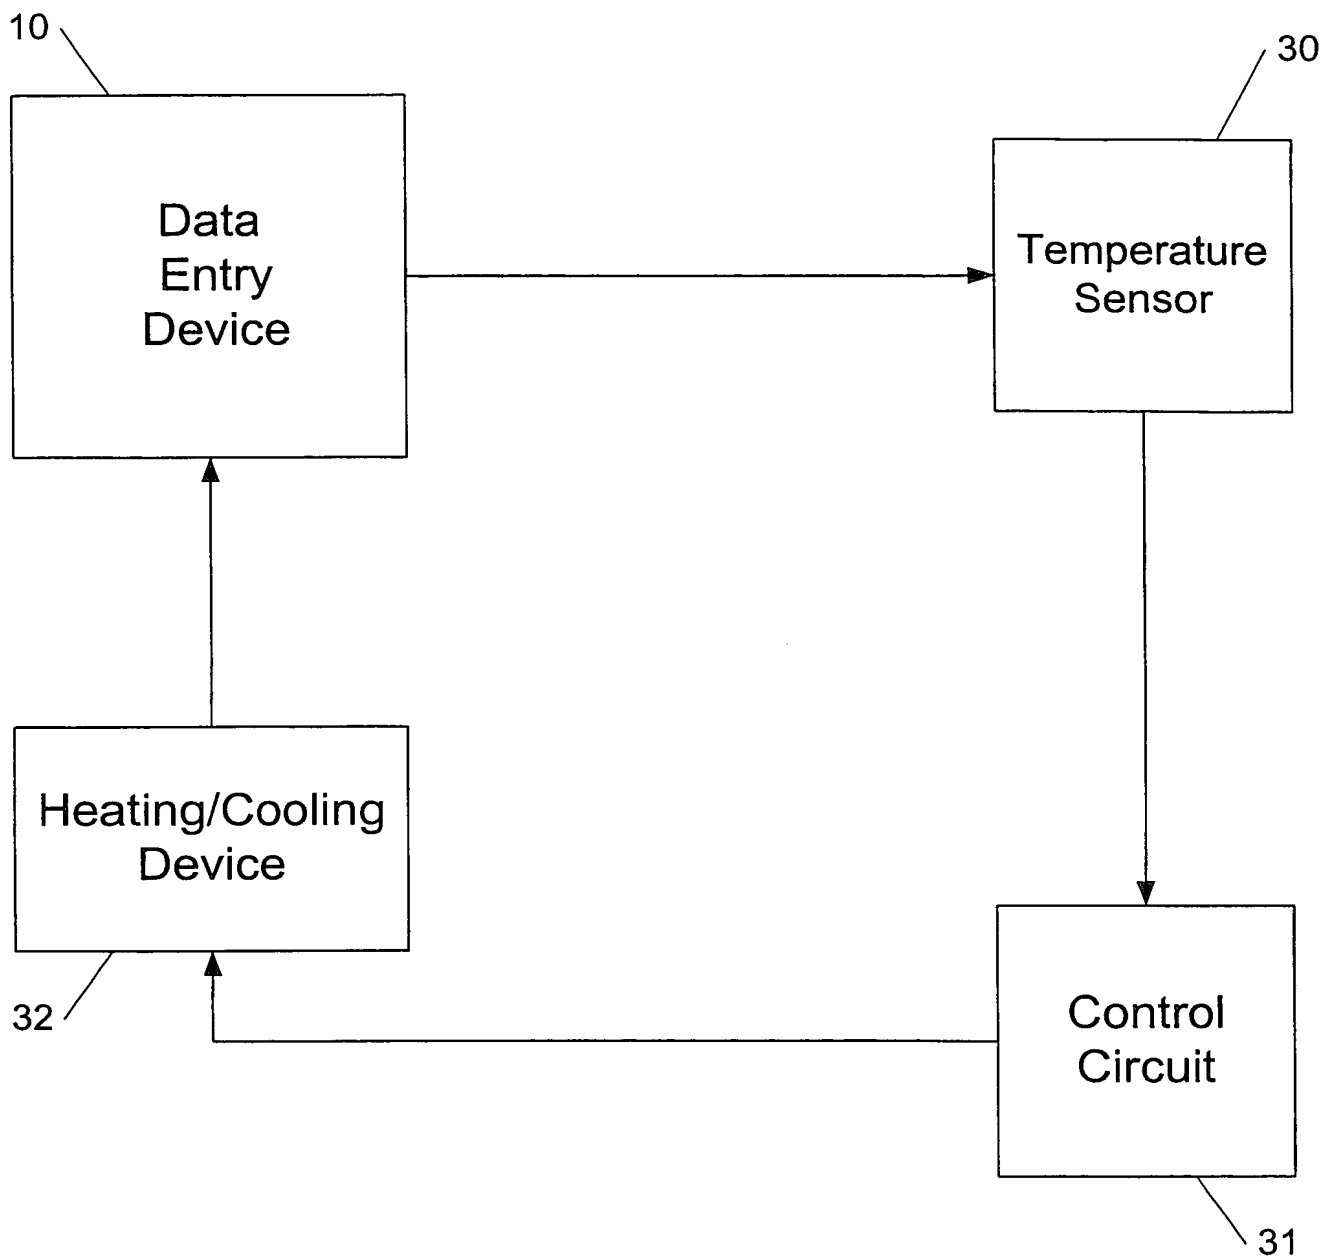 10
30
Data
Entry
Device
Temperature
Sensor
Heating/Cooling
Device
32
Control
Circuit
31